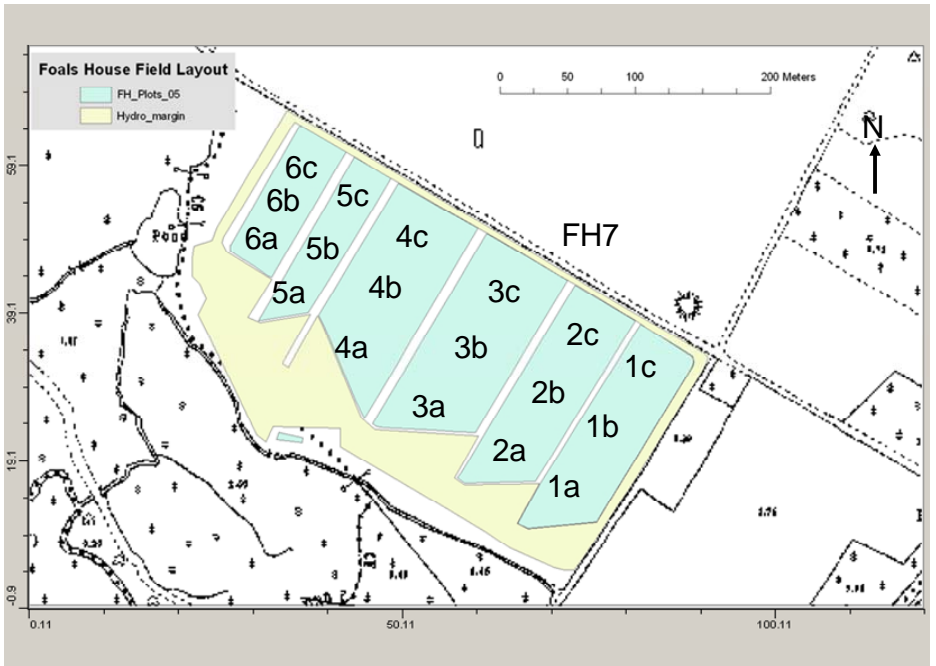 Foals House Field Layout
FH_Plots_05
Hydro_margin
0 50 100 200 Meters
N
59.1
39.1
19.1
-0.9
0.11 50.11 100.11
FH7
6c
6b
6a
5c
5b
5a
4c
4b
4a
3c
3b
3a
2c
2b
2a
1c
1b
1a
Pond
1.76